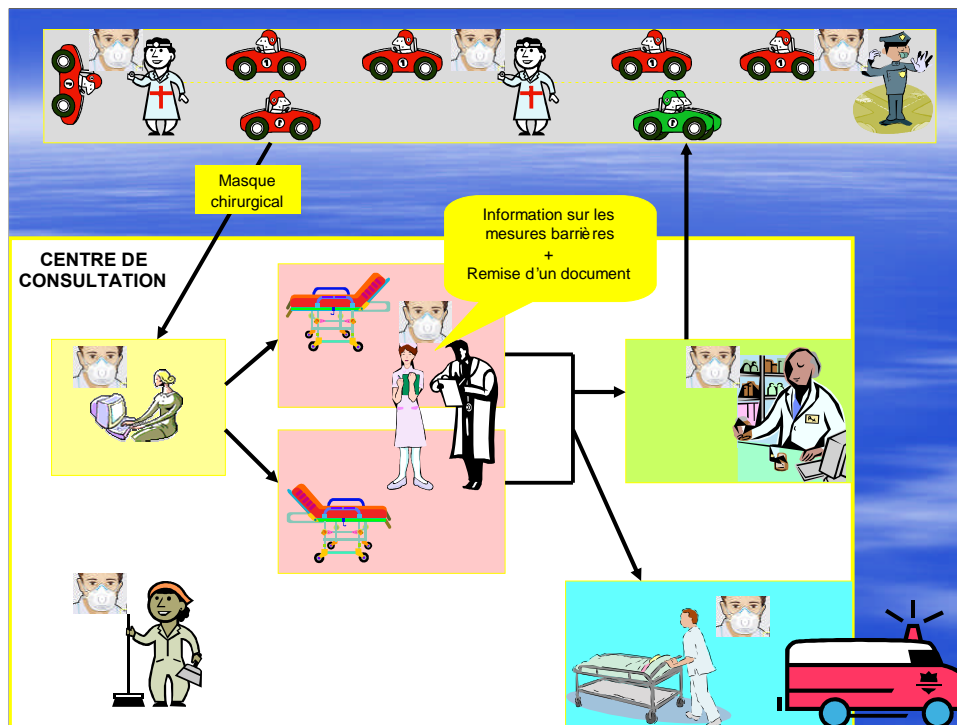 Masque
chirurgical
Information sur les
mesures barrières
+
Remise d'un document
CENTRE DE
CONSULTATION